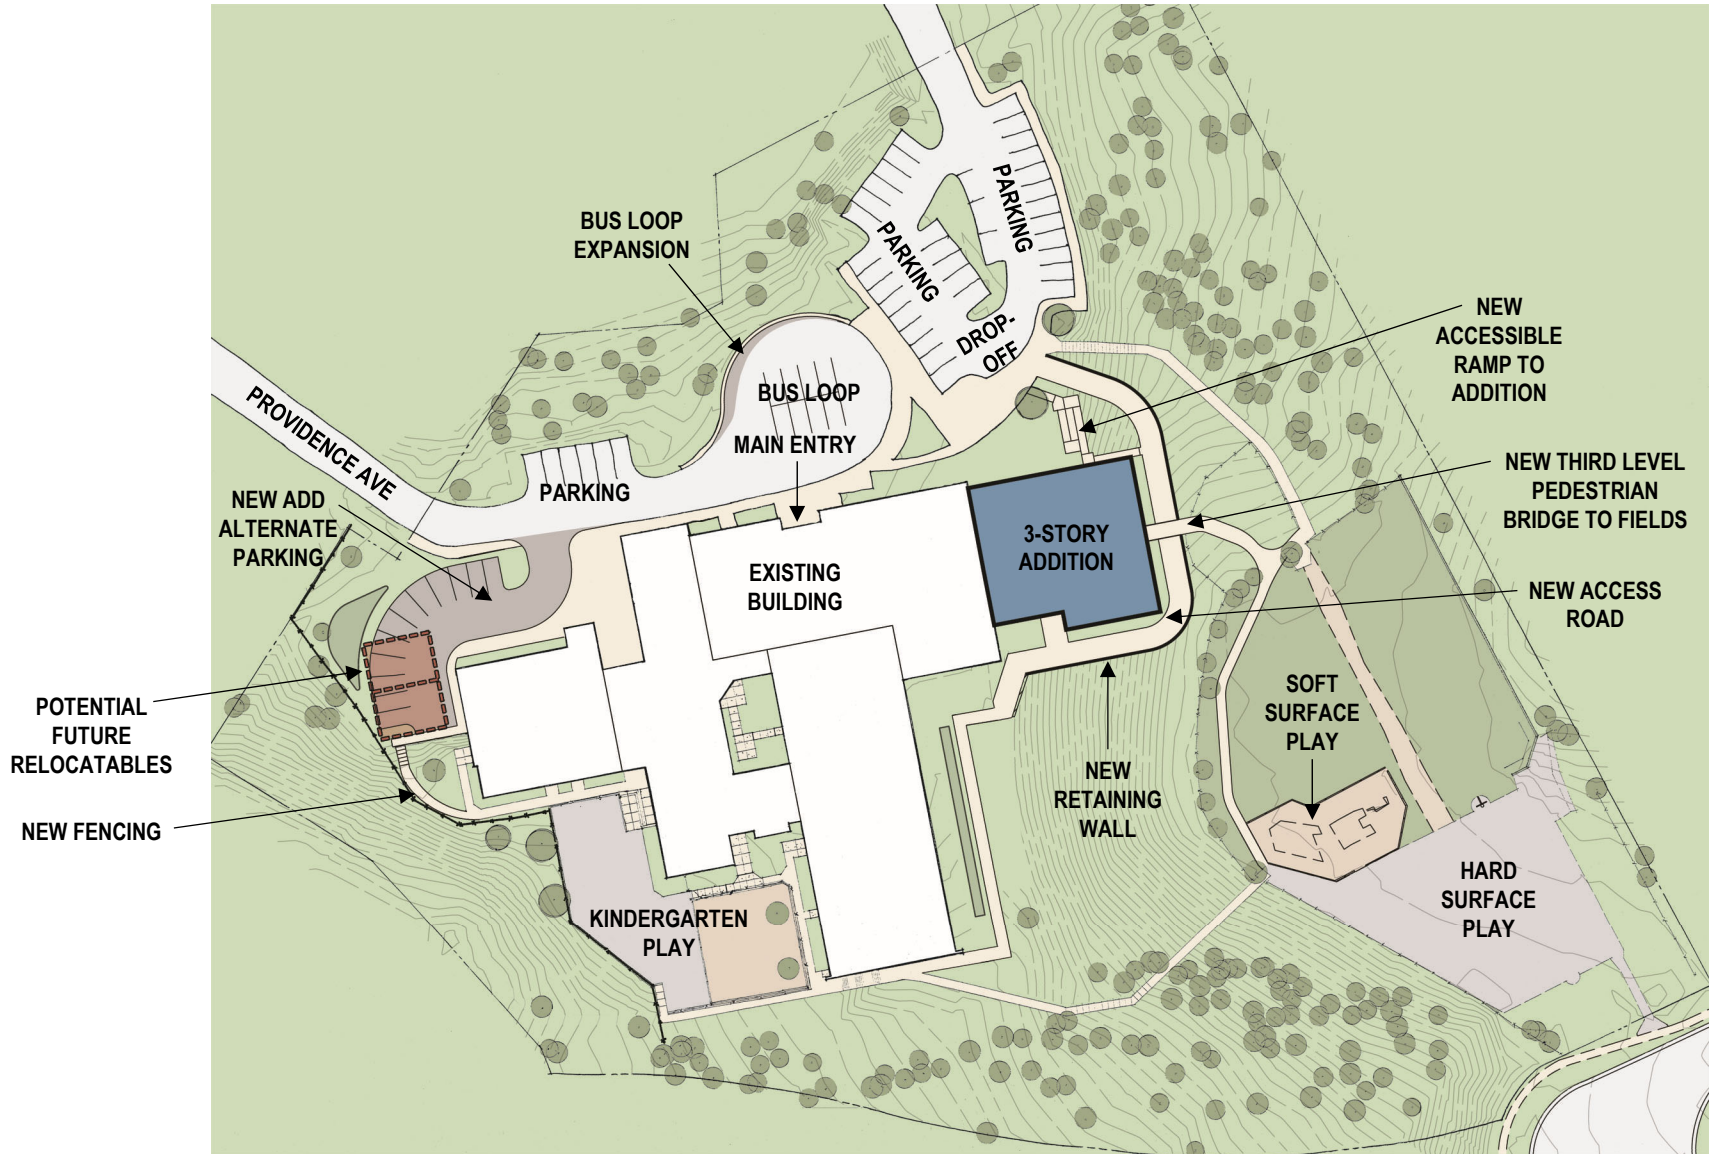 PARKING
PARKING
DROP-
OFF
BUS LOOP
EXPANSION
NEW
ACCESSIBLE
RAMP TO
ADDITION
BUS LOOP
PROVIDENCE AVE
MAIN ENTRY
PARKING
NEW ADD
ALTERNATE
PARKING
NEW THIRD LEVEL
PEDESTRIAN
BRIDGE TO FIELDS
3-STORY
ADDITION
EXISTING
BUILDING
NEW ACCESS
ROAD
POTENTIAL
FUTURE
RELOCATABLES
SOFT
SURFACE
PLAY
NEW
RETAINING
WALL
NEW FENCING
HARD
SURFACE
PLAY
KINDERGARTEN
PLAY